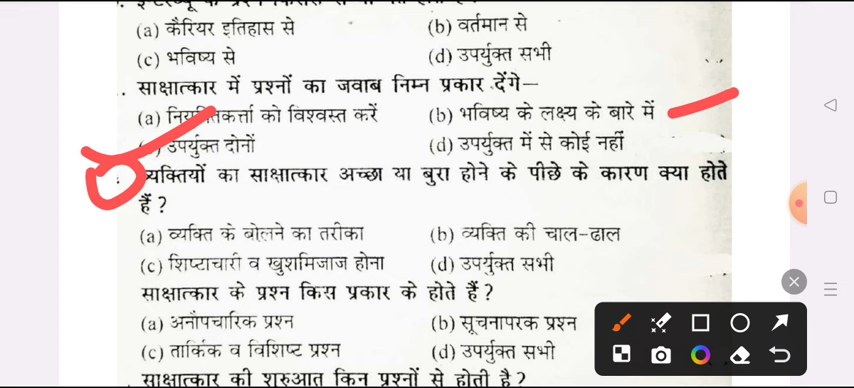 (a) कैरियर इतिहास से (b) वर्तमान से
(c) भविष्य से (d) उपर्युक्त सभी
साक्षात्कार में प्रश्नों का जवाब निम्न प्रकार देंगे—
(a) नियुक्तिकर्त्ता को विश्वस्त करें (b) भविष्य के लक्ष्य के बारे में
उपर्युक्त दोनों (d) उपर्युक्त में से कोई नहीं
व्यक्तियों का साक्षात्कार अच्छा या बुरा होने के पीछे के कारण क्या होते
हैं ?
(a) व्यक्ति के बोलने का तरीका (b) व्यक्ति की चाल-ढाल
(c) शिष्टाचारी व खुशमिजाज होना (d) उपर्युक्त सभी
साक्षात्कार के प्रश्न किस प्रकार के होते हैं ?
(a) अनौपचारिक प्रश्न (b) सूचनापरक प्रश्न
(c) तार्किक व विशिष्ट प्रश्न (d) उपर्युक्त सभी
साक्षात्कार की शुरुआत किन प्रश्नों से होती है ?